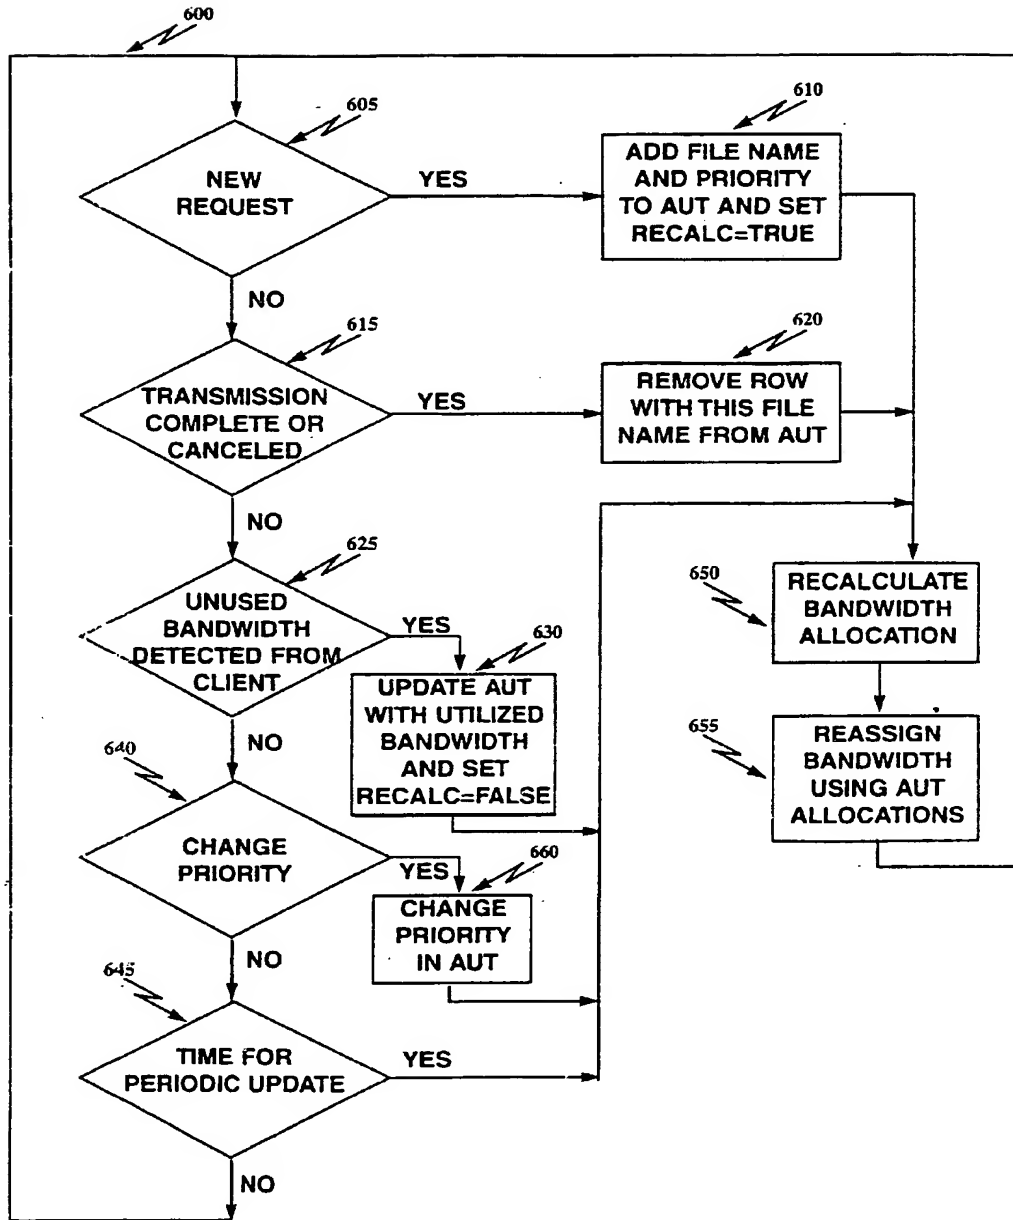 600
605
NEW
REQUEST
YES
610
ADD FILE NAME
AND PRIORITY
TO AUT AND SET
RECALC=TRUE
NO
615
TRANSMISSION
COMPLETE OR
CANCELED
YES
620
REMOVE ROW
WITH THIS FILE
NAME FROM AUT
NO
625
UNUSED
BANDWIDTH
DETECTED FROM
CLIENT
YES
630
UPDATE AUT
WITH UTILIZED
BANDWIDTH
AND SET
RECALC=FALSE
650
RECALCULATE
BANDWIDTH
ALLOCATION
655
REASSIGN
BANDWIDTH
USING AUT
ALLOCATIONS
NO
640
CHANGE
PRIORITY
YES
660
CHANGE
PRIORITY
IN AUT
NO
645
TIME FOR
PERIODIC UPDATE
YES
NO